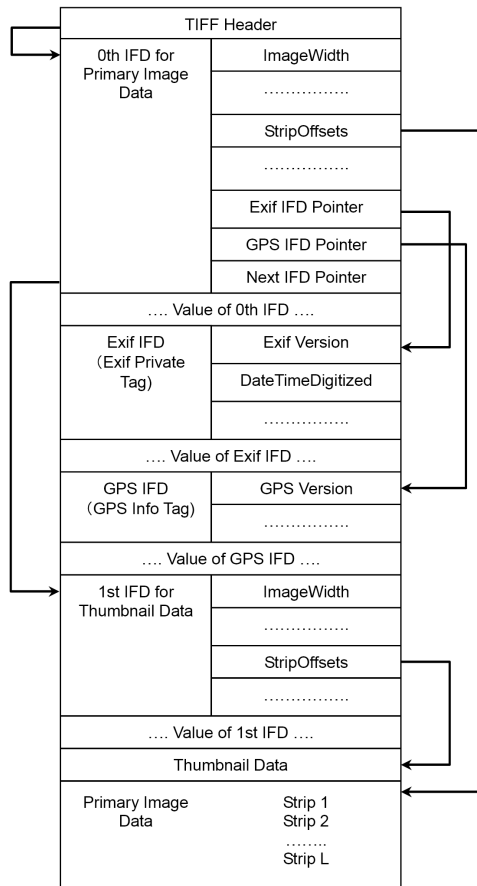 TIFF Header
0th IFD for
Primary Image
Data
ImageWidth
…………….
StripOffsets
…………….
Exif IFD Pointer
GPS IFD Pointer
Next IFD Pointer
…. Value of 0th IFD ….
Exif IFD
（Exif Private
Tag)
Exif Version
DateTimeDigitized
…………….
…. Value of Exif IFD ….
GPS IFD
（GPS Info Tag)
GPS Version
…………….
…. Value of GPS IFD ….
1st IFD for
Thumbnail Data
ImageWidth
…………….
StripOffsets
…………….
…. Value of 1st IFD ….
Thumbnail Data
Primary Image
Data
Strip 1
Strip 2
……..
Strip L